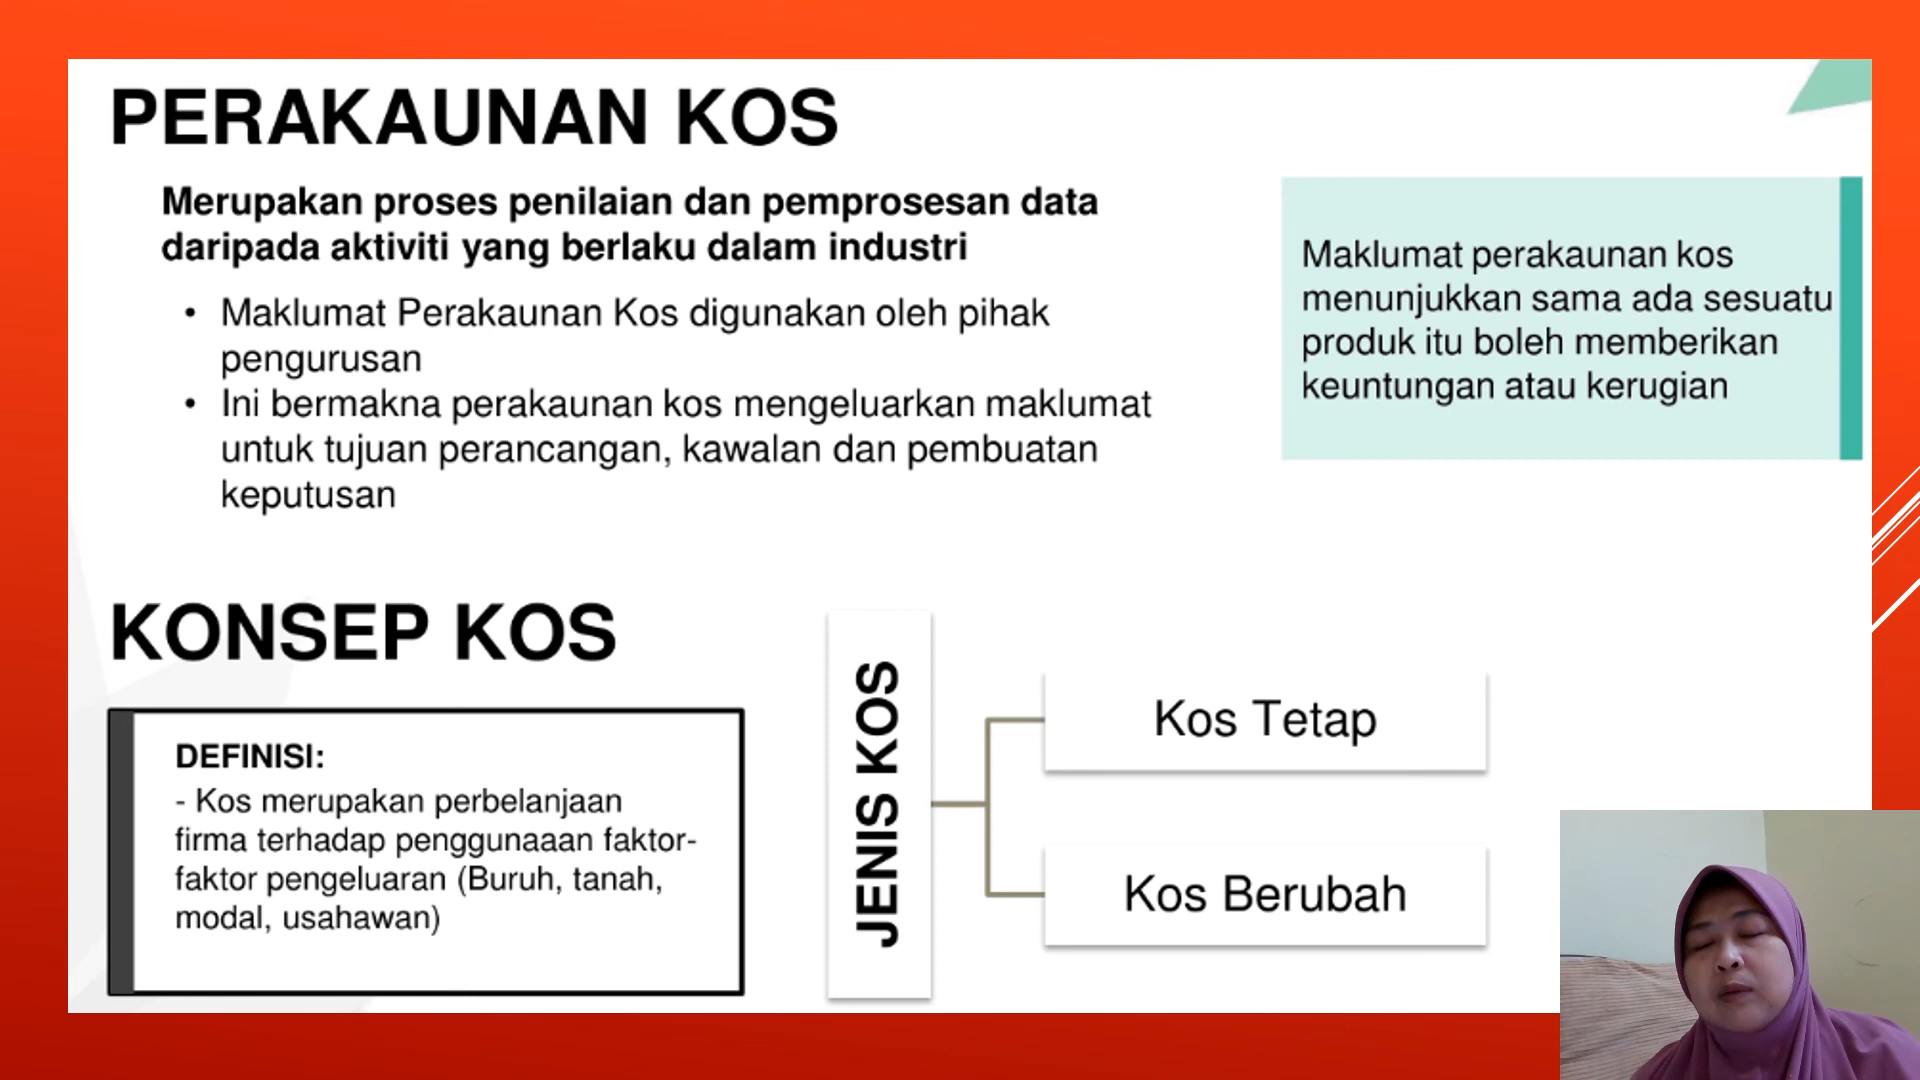 PERAKAUNAN KOS
Merupakan proses penilaian dan pemprosesan data
daripada aktiviti yang berlaku dalam industri
• Maklumat Perakaunan Kos digunakan oleh pihak
pengurusan
• Ini bermakna perakaunan kos mengeluarkan maklumat
untuk tujuan perancangan, kawalan dan pembuatan
keputusan
Maklumat perakaunan kos
menunjukkan sama ada sesuatu
produk itu boleh memberikan
keuntungan atau kerugian
KONSEP KOS
DEFINISI:
- Kos merupakan perbelanjaan
firma terhadap penggunaaan faktor-
faktor pengeluaran (Buruh, tanah,
modal, usahawan)
JENIS KOS
Kos Tetap
Kos Berubah